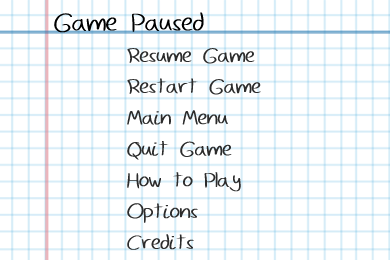 Game Paused
Resume Game
Restart Game
Main Menu
Quit Game
How to Play
Options
Credits